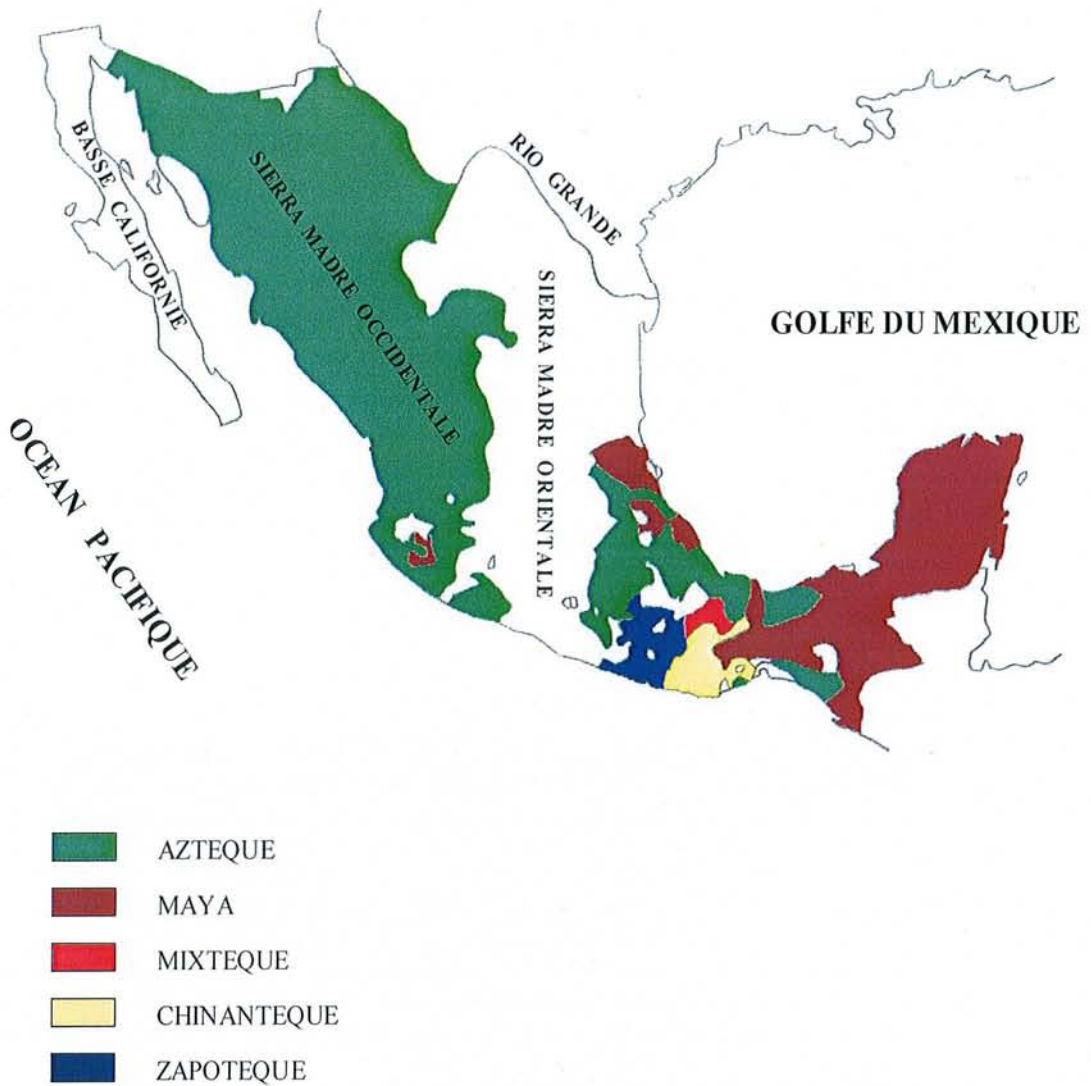 BASSE CALIFORNIE
SIERRA MADRE OCCIDENTALE
RIO GRANDE
SIERRA MADRE ORIENTALE
GOLFE DU MEXIQUE
OCEAN PACIFIQUE
AZTEQUE
MAYA
MIXTEQUE
CHINANTEQUE
ZAPOTEQUE